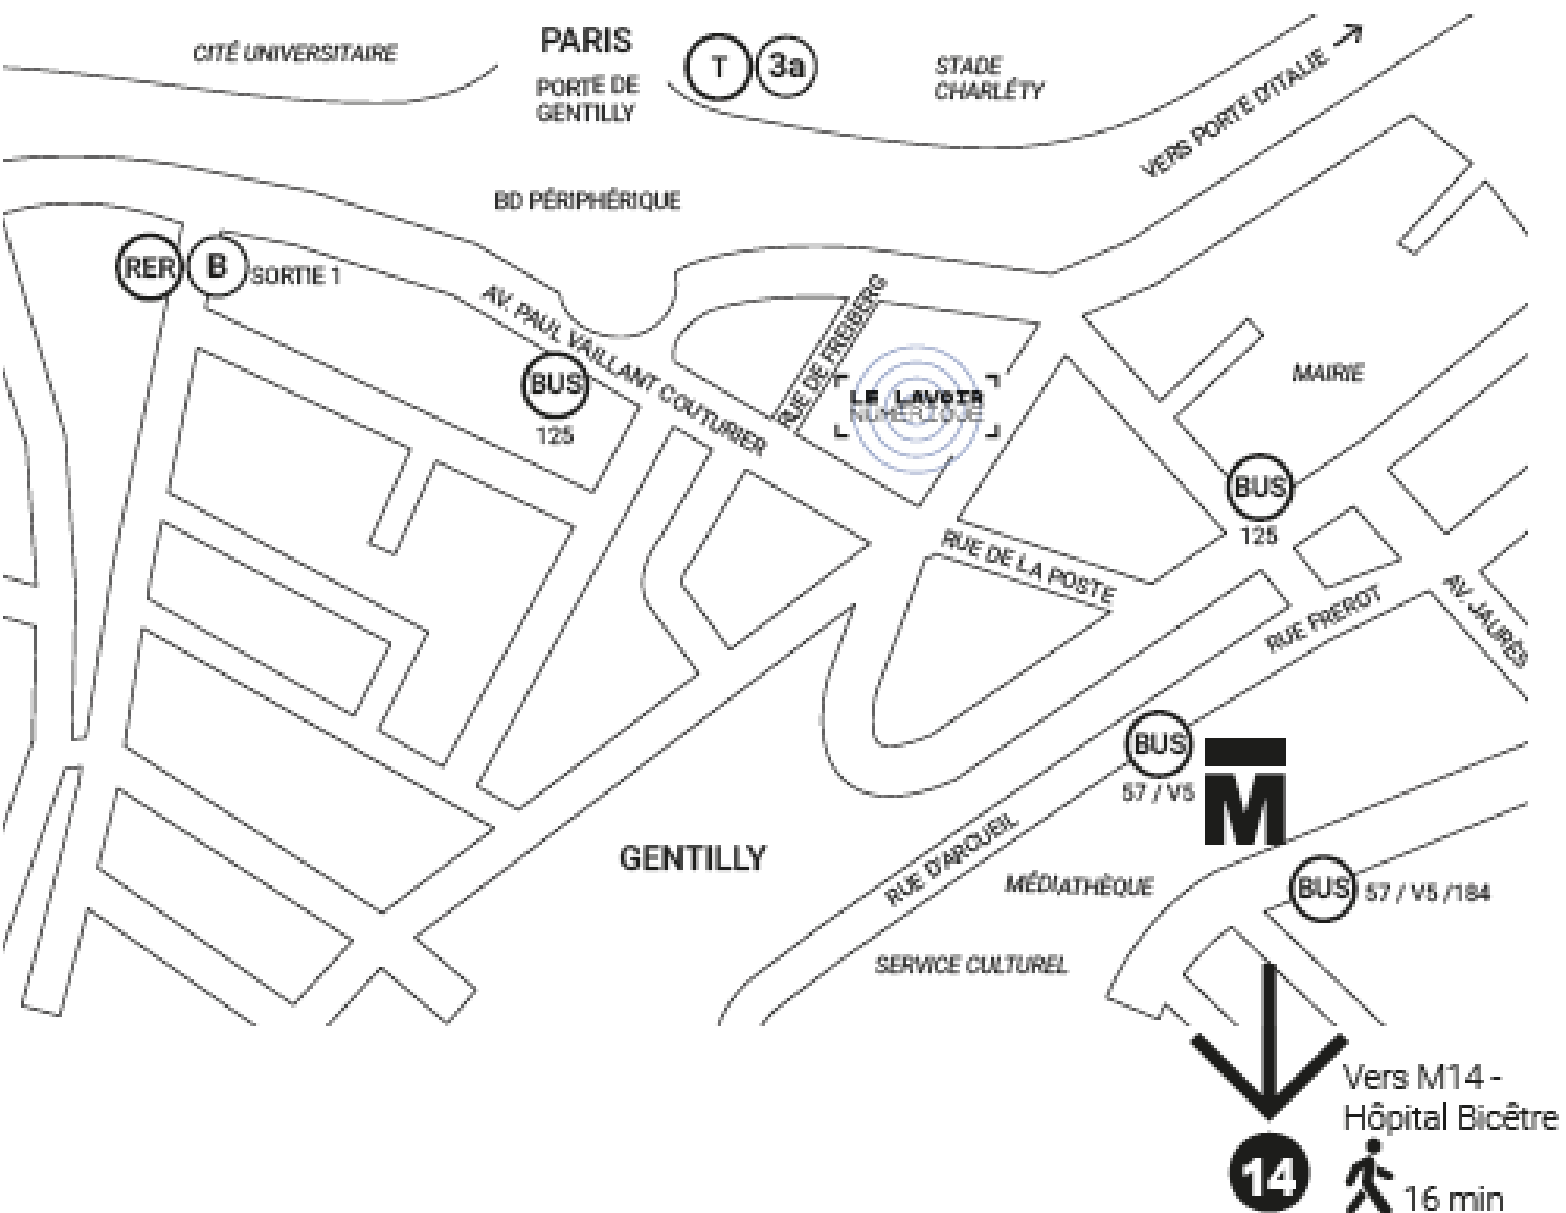 CITÉ UNIVERSITAIRE
PARIS
PORTE DE
GENTILLY
T 3a
STADE
CHARLÉTY
VERS PORTE D'ITALIE
BD PÉRIPHÉRIQUE
RER B SORTIE 1
AV. PAUL VAILLANT COUTURIER
RUE DE FREIBERG
BUS
125
LE LAVOIR
NUMÉRIQUE
MAIRIE
BUS
125
RUE DE LA POSTE
RUE FREROT
AV. JAURÈS
BUS
57 / V5
M
GENTILLY
RUE D'ARCUEIL
MÉDIATHÈQUE
BUS 57 / V5 /184
SERVICE CULTUREL
Vers M14 -
Hôpital Bicêtre
14
16 min